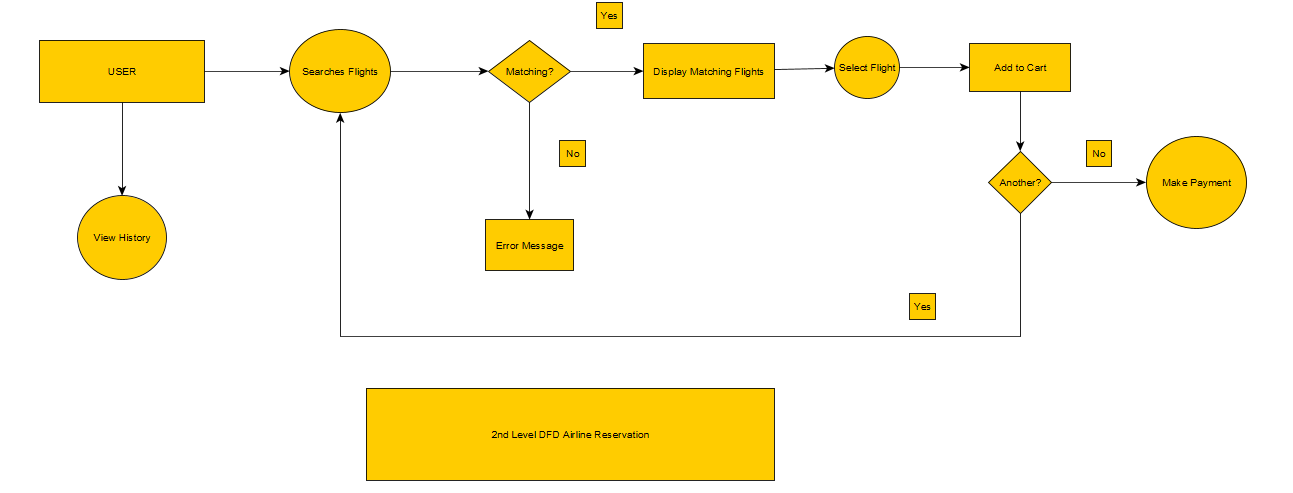 Yes
USER
Searches Flights
Matching?
Display Matching Flights
Select Flight
Add to Cart
No
No
Another?
Make Payment
View History
Error Message
Yes
2nd Level DFD Airline Reservation